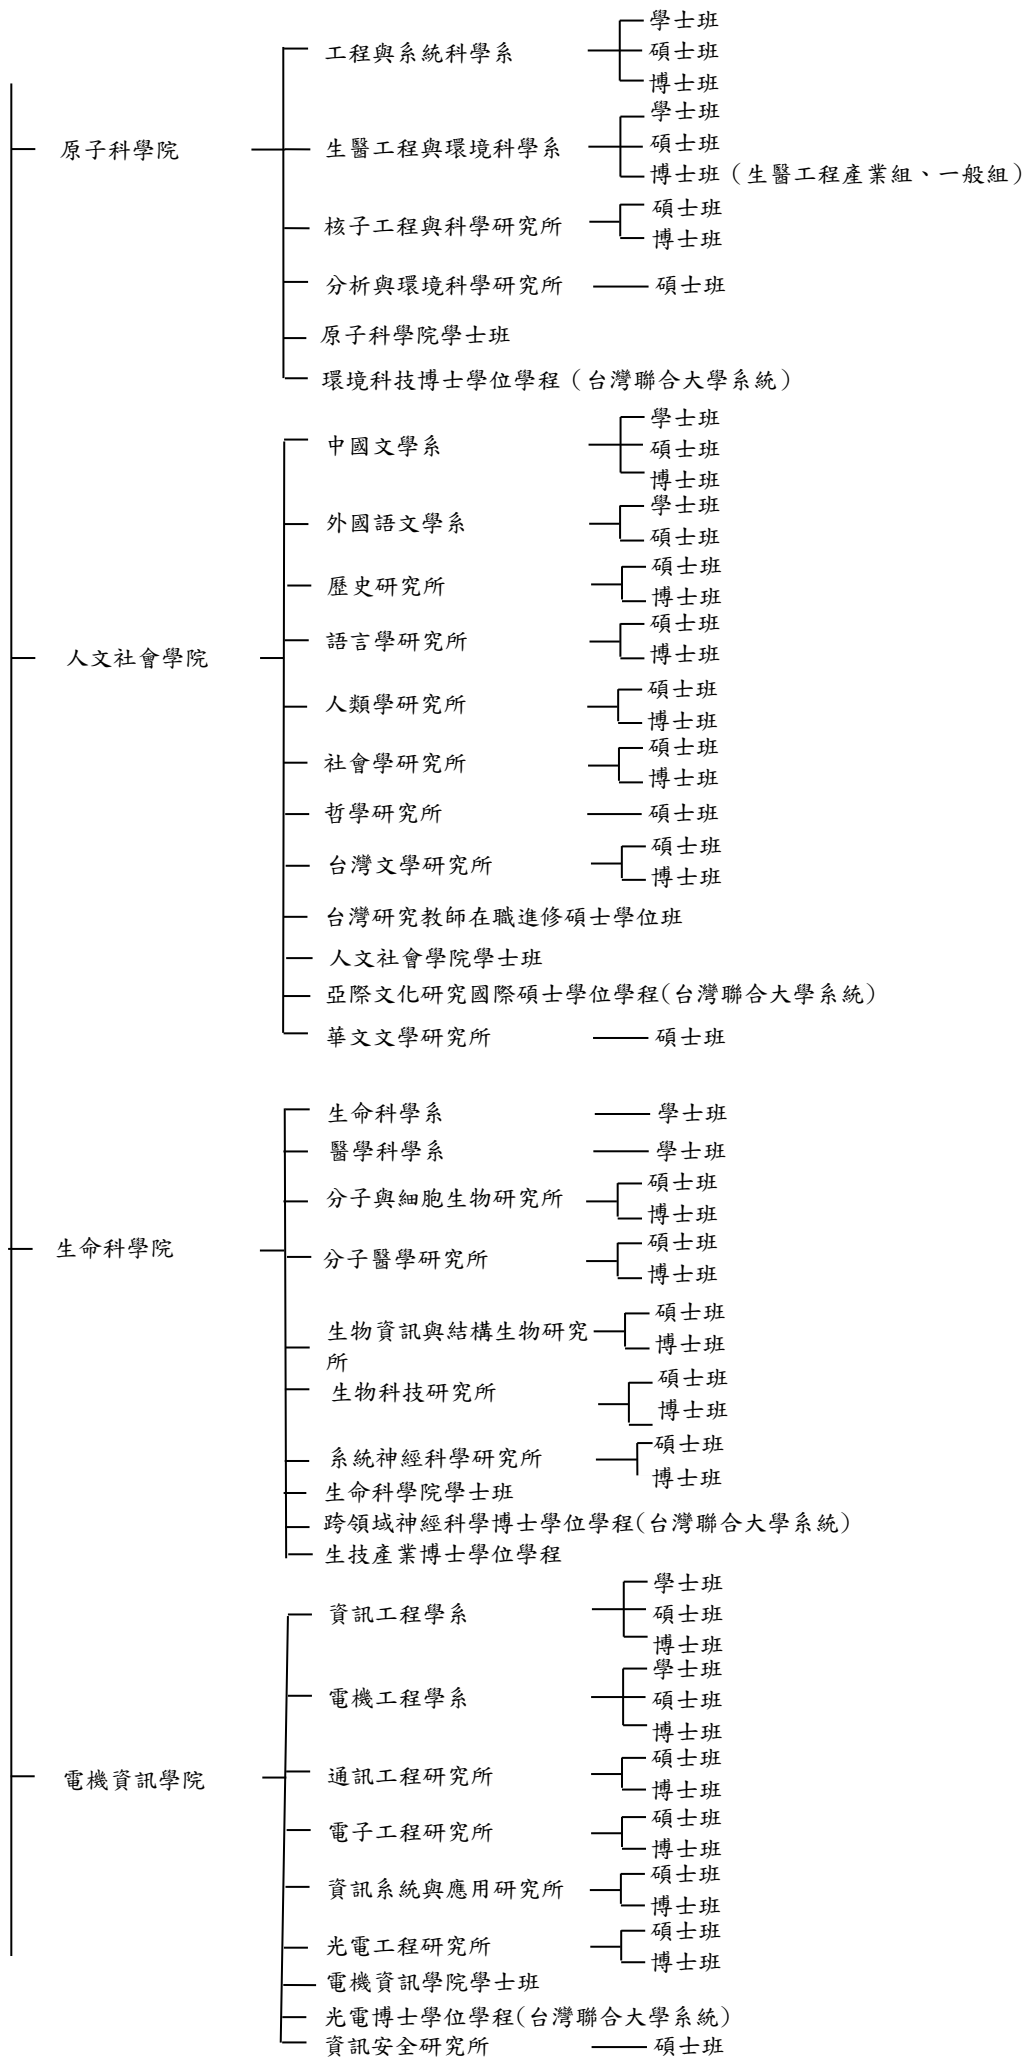 原子科學院
工程與系統科學系
學士班
碩士班
博士班
生醫工程與環境科學系
學士班
碩士班
博士班（生醫工程產業組、一般組）
核子工程與科學研究所
碩士班
博士班
分析與環境科學研究所
碩士班
原子科學院學士班
環境科技博士學位學程（台灣聯合大學系統）
人文社會學院
中國文學系
學士班
碩士班
博士班
外國語文學系
學士班
碩士班
歷史研究所
碩士班
博士班
語言學研究所
碩士班
博士班
人類學研究所
碩士班
博士班
社會學研究所
碩士班
博士班
哲學研究所
碩士班
台灣文學研究所
碩士班
博士班
台灣研究教師在職進修碩士學位班
人文社會學院學士班
亞際文化研究國際碩士學位學程(台灣聯合大學系統)
華文文學研究所
碩士班
生命科學院
生命科學系
學士班
醫學科學系
學士班
分子與細胞生物研究所
碩士班
博士班
分子醫學研究所
碩士班
博士班
生物資訊與結構生物研究
所
碩士班
博士班
生物科技研究所
碩士班
博士班
系統神經科學研究所
碩士班
博士班
生命科學院學士班
跨領域神經科學博士學位學程(台灣聯合大學系統)
生技產業博士學位學程
電機資訊學院
資訊工程學系
學士班
碩士班
博士班
電機工程學系
學士班
碩士班
博士班
通訊工程研究所
碩士班
博士班
電子工程研究所
碩士班
博士班
資訊系統與應用研究所
碩士班
博士班
光電工程研究所
碩士班
博士班
電機資訊學院學士班
光電博士學位學程(台灣聯合大學系統)
資訊安全研究所
碩士班